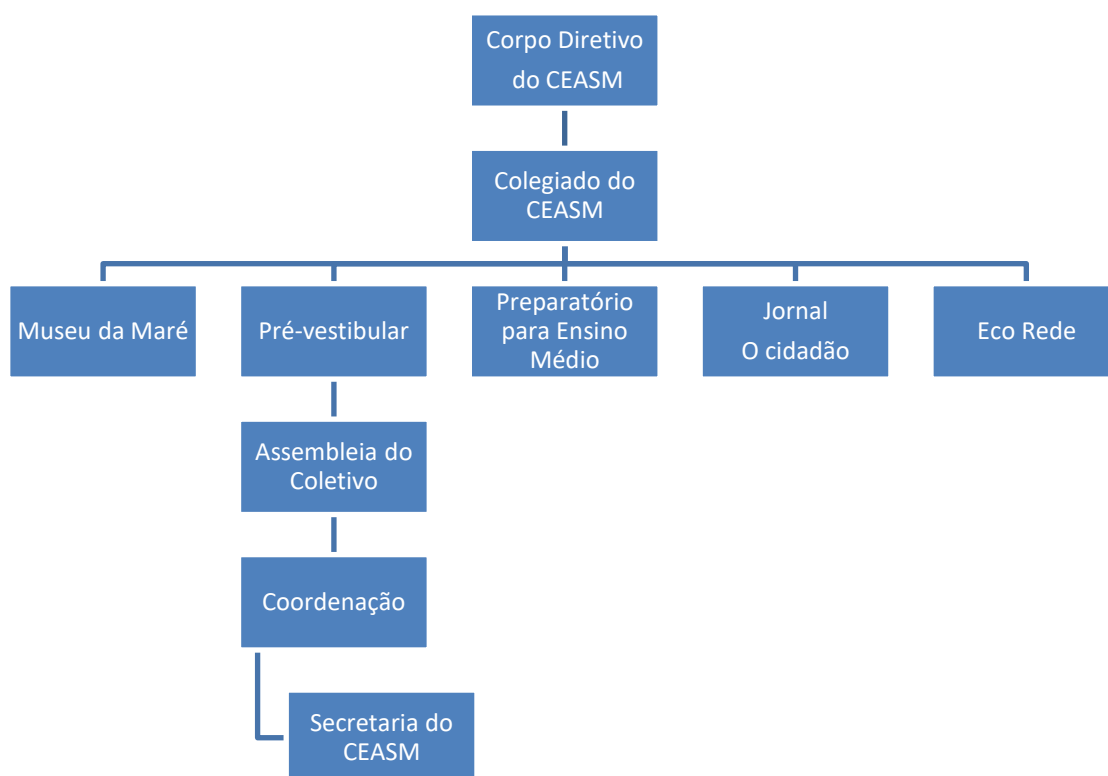 Corpo Diretivo
do CEASM
Colegiado do
CEASM
Museu da Maré
Pré-vestibular
Preparatório
para Ensino
Médio
Jornal
O cidadão
Eco Rede
Assembleia do
Coletivo
Coordenação
Secretaria do
CEASM